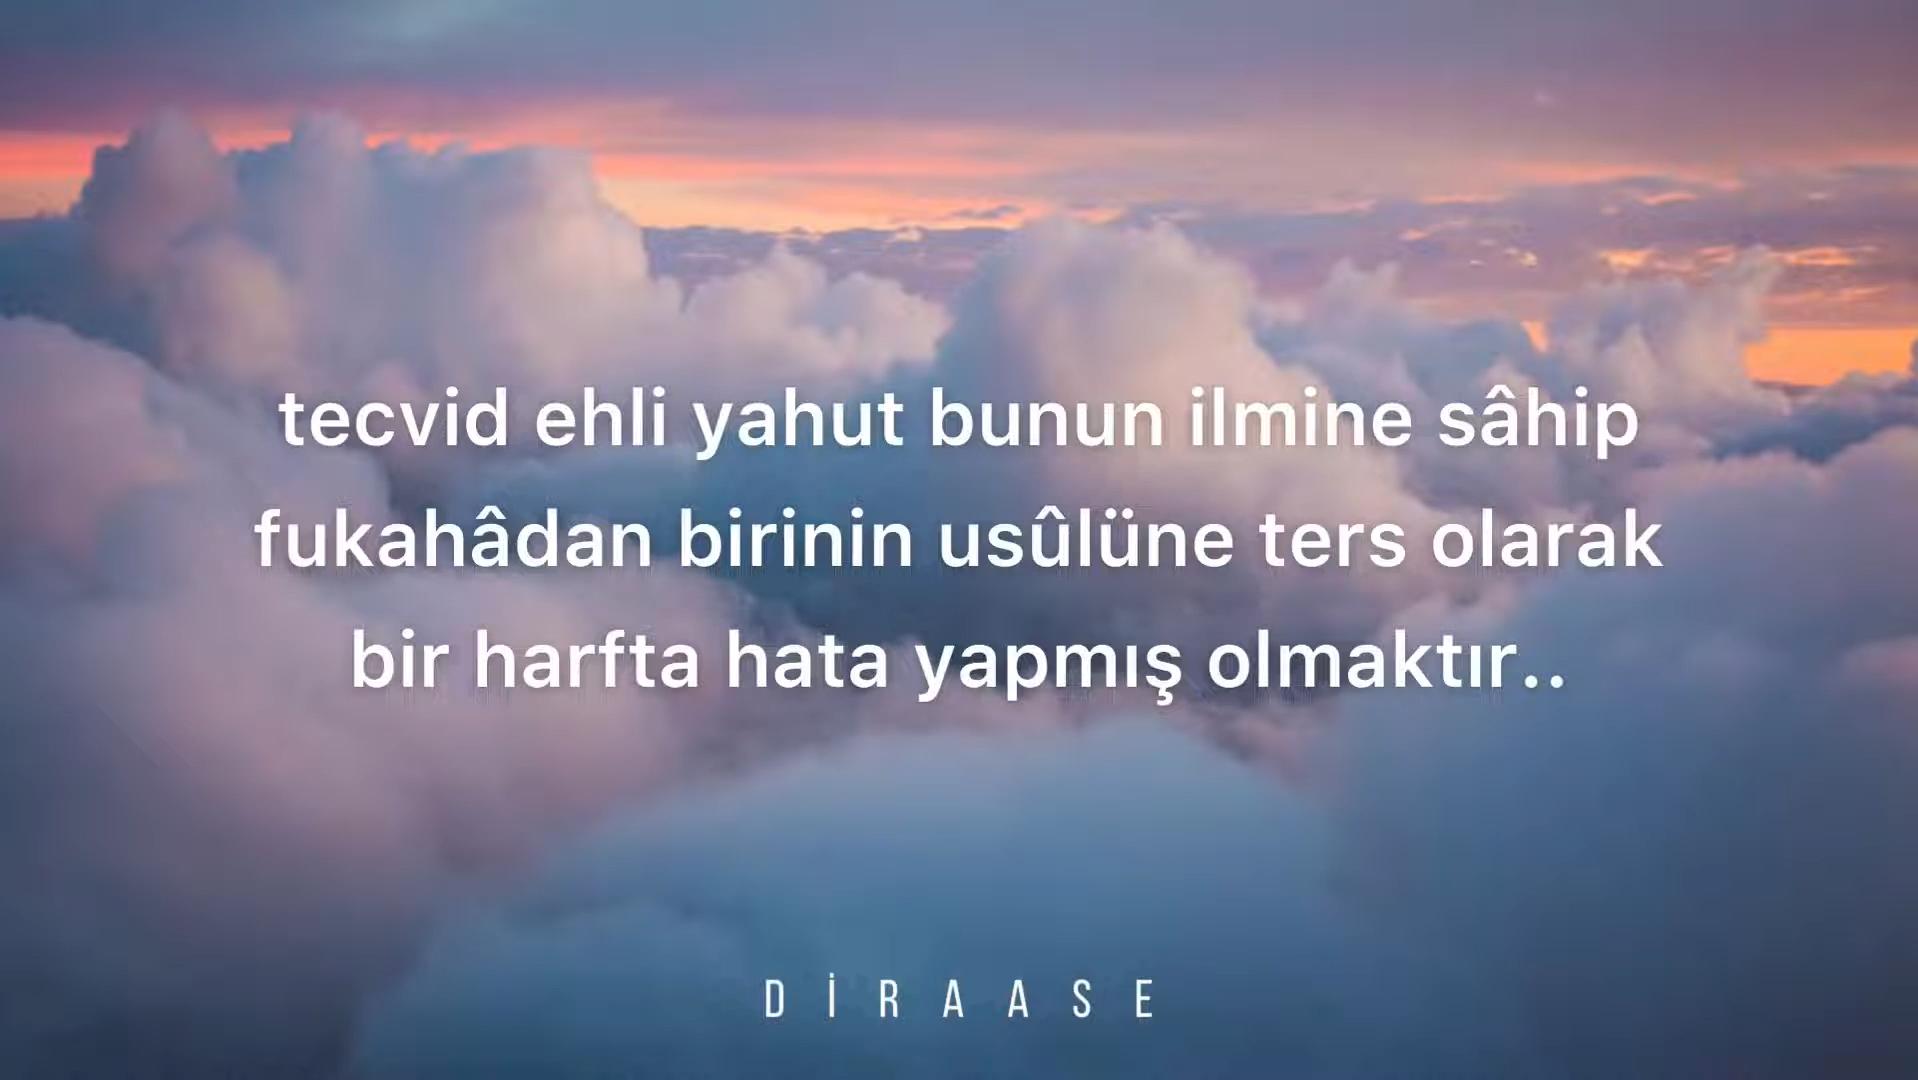 tecvid ehli yahut bunun ilmine sâhip
fukahâdan birinin usûlüne ters olarak
bir harfta hata yapmış olmaktır..
DİRAASE